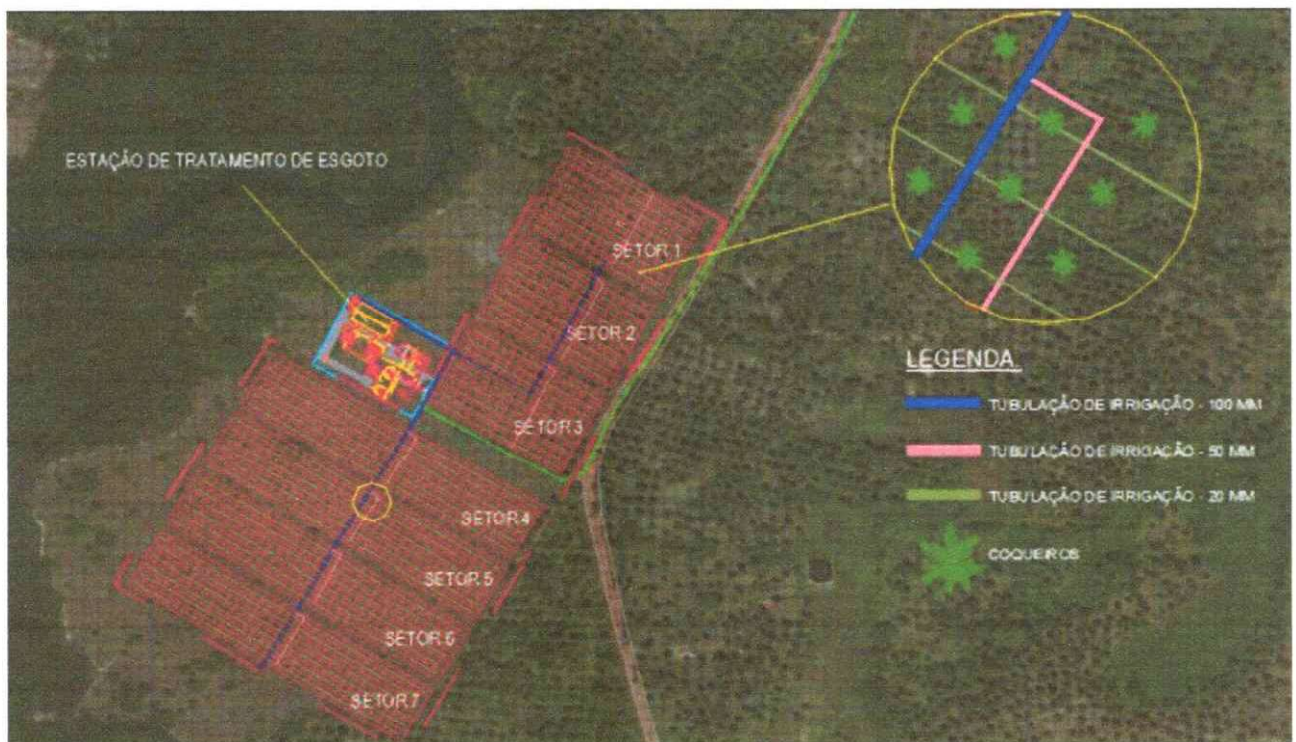 ESTAÇÃO DE TRATAMENTO DE ESGOTO
SETOR 1
SETOR 2
SETOR 3
SETOR 4
SETOR 5
SETOR 6
SETOR 7
LEGENDA
TUBULAÇÃO DE IRRIGAÇÃO - 100 MM
TUBULAÇÃO DE IRRIGAÇÃO - 50 MM
TUBULAÇÃO DE IRRIGAÇÃO - 20 MM
COQUEIROS